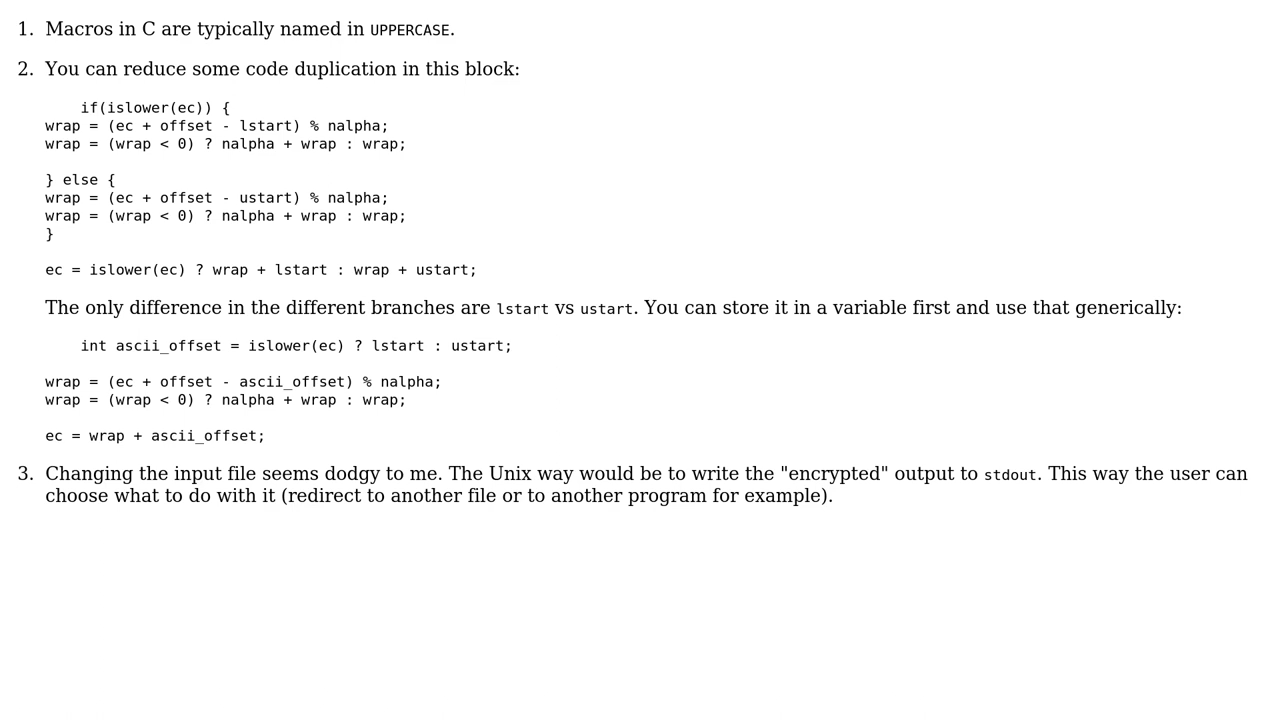 1. Macros in C are typically named in UPPERCASE.
2. You can reduce some code duplication in this block:
if(islower(ec)) {
wrap = (ec + offset - lstart) % nalpha;
wrap = (wrap < 0) ? nalpha + wrap : wrap;
} else {
wrap = (ec + offset - ustart) % nalpha;
wrap = (wrap < 0) ? nalpha + wrap : wrap;
}
ec = islower(ec) ? wrap + lstart : wrap + ustart;
The only difference in the different branches are lstart vs ustart. You can store it in a variable first and use that generically:
int ascii_offset = islower(ec) ? lstart : ustart;
wrap = (ec + offset - ascii_offset) % nalpha;
wrap = (wrap < 0) ? nalpha + wrap : wrap;
ec = wrap + ascii_offset;
3. Changing the input file seems dodgy to me. The Unix way would be to write the "encrypted" output to stdout. This way the user can
choose what to do with it (redirect to another file or to another program for example).